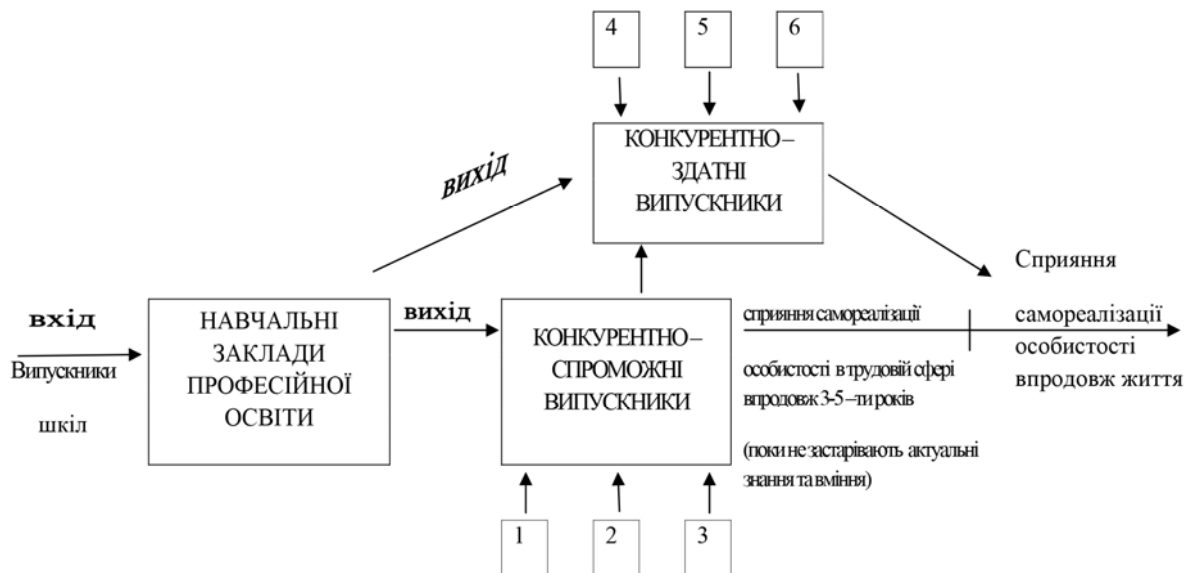 4
5
6
КОНКУРЕНТНО –
ЗДАТНІ
ВИПУСКНИКИ
вихід
вхід
Випускники
шкіл
НАВЧАЛЬНІ
ЗАКЛАДИ
ПРОФЕСІЙНОЇ
ОСВІТИ
вихід
КОНКУРЕНТНО –
СПРОМОЖНІ
ВИПУСКНИКИ
сприяння самореалізації
особистості в трудовій сфері
впродовж 3-5 –ти років
(поки не застарівають актуальні
знання та вміння)
Сприяння
самореалізації
особистості
впродовж життя
1
2
3